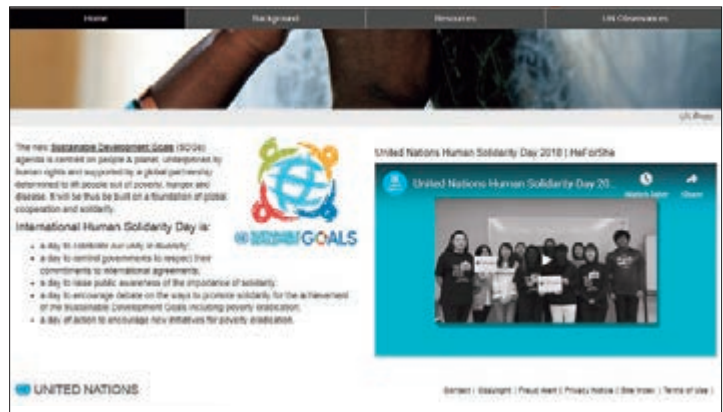 Home Background Resources UN Observances
UN Photo
The new Sustainable Development Goals (SDGs)
agenda is centred on people & planet, underpinned by
human rights and supported by a global partnership
determined to lift people out of poverty, hunger and
disease. It will be thus be built on a foundation of global
cooperation and solidarity.
International Human Solidarity Day is:
a day to celebrate our unity in diversity;
a day to remind governments to respect their
commitments to international agreements;
a day to raise public awareness of the importance of solidarity;
a day to encourage debate on the ways to promote solidarity for the achievement
of the Sustainable Development Goals including poverty eradication;
a day of action to encourage new initiatives for poverty eradication.
SUSTAINABLE
DEVELOPMENT
GOALS
United Nations Human Solidarity Day 2018 | HeForShe
United Nations Human Solidarity Day 20...
Watch later Share
UNITED NATIONS
Contact | Copyright | Fraud Alert | Privacy Notice | Site Index | Terms of Use |